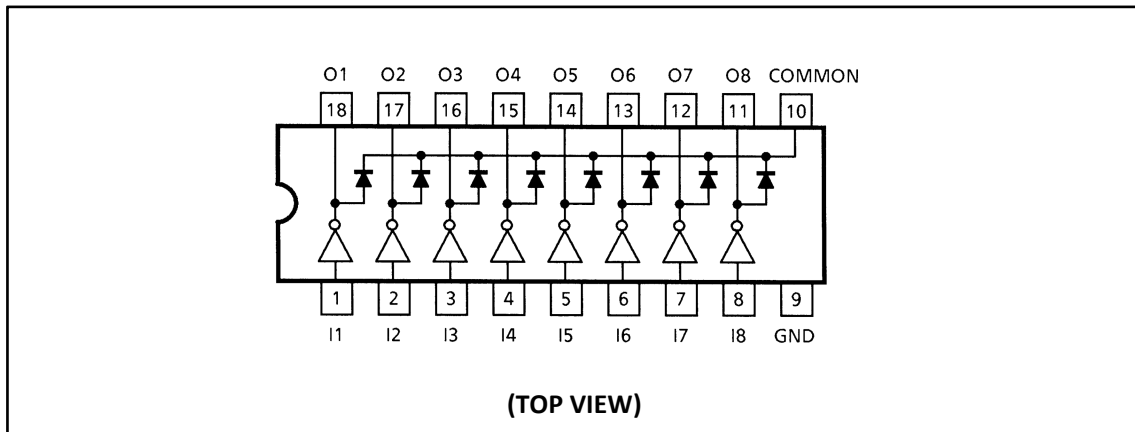 O1 O2 O3 O4 O5 O6 O7 O8 COMMON
18 17 16 15 14 13 12 11 10
1 2 3 4 5 6 7 8 9
I1 I2 I3 I4 I5 I6 I7 I8 GND
(TOP VIEW)